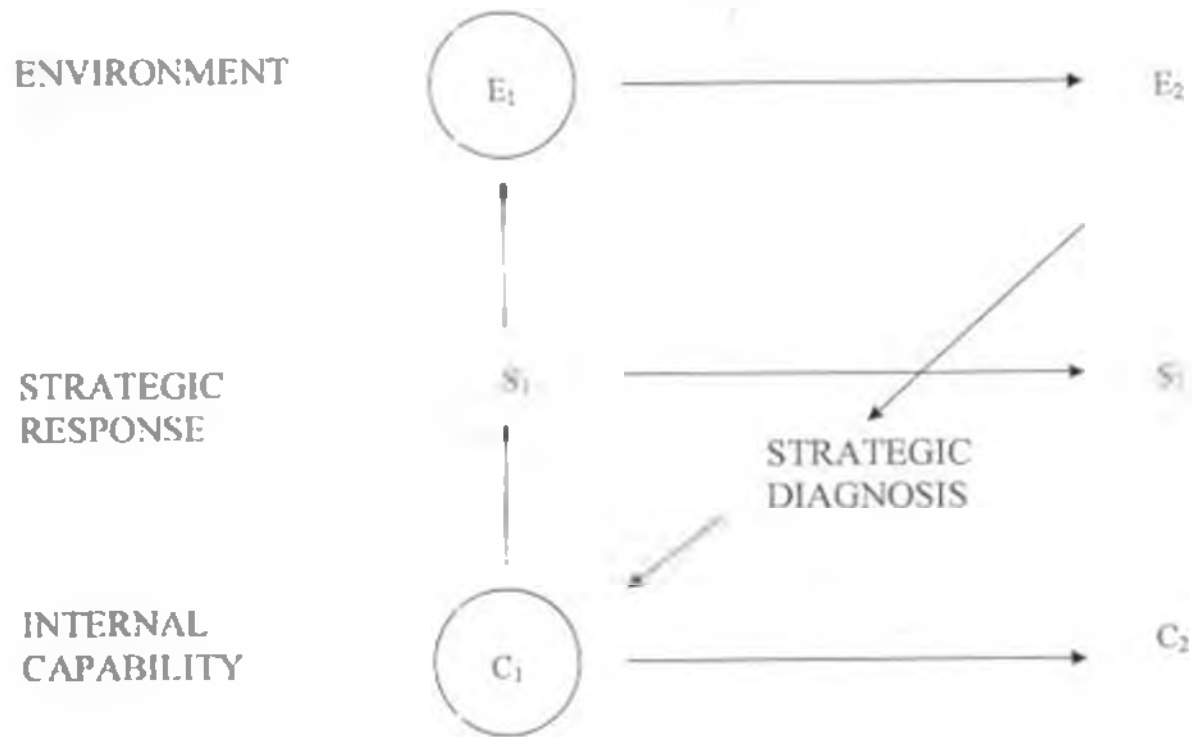 ENVIRONMENT
E₁
E₂
STRATEGIC
RESPONSE
S₁
STRATEGIC
DIAGNOSIS
INTERNAL
CAPABILITY
C₁
C₂